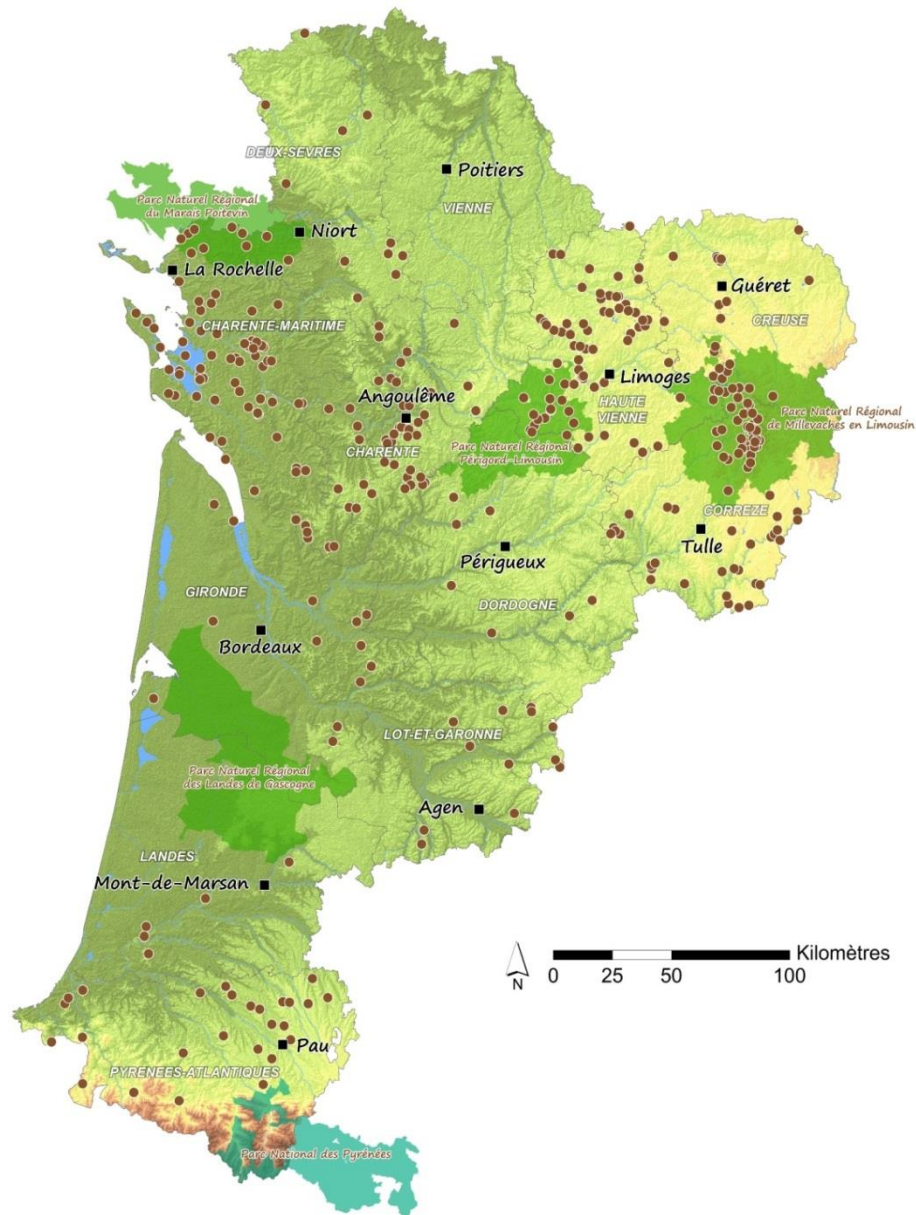 DEUX-SEVRES
Poitiers
VIENNE
Parc Naturel Régional
du Marais Poitevin
Niort
La Rochelle
Guéret
CHARENTE-MARITIME
CREUSE
Limoges
HAUTE
VIENNE
Angoulême
CHARENTE
Parc Naturel Régional
Périgord-Limousin
Parc Naturel Régional
de Millevaches en Limousin
CORREZE
Tulle
Périgueux
GIRONDE
DORDOGNE
Bordeaux
LOT-ET-GARONNE
Parc Naturel Régional
des Landes de Gascogne
Agen
LANDES
Mont-de-Marsan
N
0 25 50 100
Kilomètres
Pau
PYRENEES-ATLANTIQUES
Parc National des Pyrénées